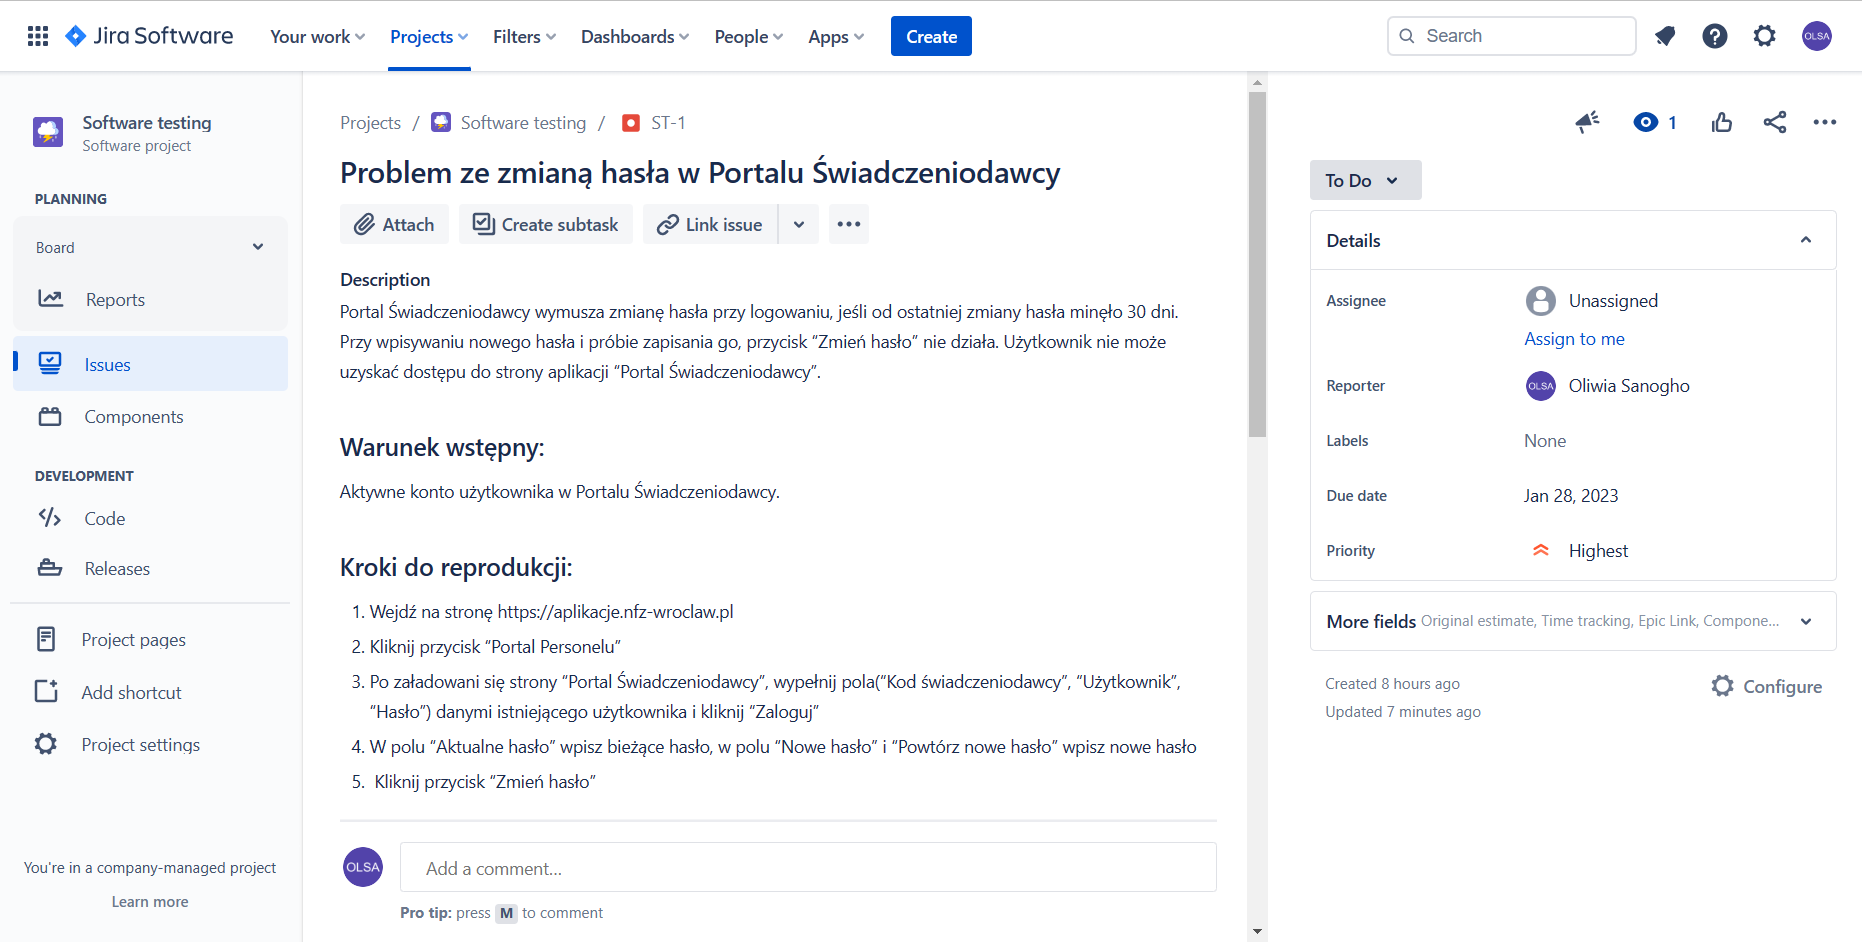 Jira Software
Your work
Projects
Filters
Dashboards
People
Apps
Create
Search
OLSA
Software testing
Software project
PLANNING
Board
Reports
Issues
Components
DEVELOPMENT
Code
Releases
Project pages
Add shortcut
Project settings
You're in a company-managed project
Learn more
Projects / Software testing / ST-1
Problem ze zmianą hasła w Portalu Świadczeniodawcy
Attach
Create subtask
Link issue
Description
Portal Świadczeniodawcy wymusza zmianę hasła przy logowaniu, jeśli od ostatniej zmiany hasła minęło 30 dni.
Przy wpisywaniu nowego hasła i próbie zapisania go, przycisk “Zmień hasło” nie działa. Użytkownik nie może
uzyskać dostępu do strony aplikacji “Portal Świadczeniodawcy”.
Warunek wstępny:
Aktywne konto użytkownika w Portalu Świadczeniodawcy.
Kroki do reprodukcji:
1. Wejdź na stronę https://aplikacje.nfz-wroclaw.pl
2. Kliknij przycisk “Portal Personelu”
3. Po załadowani się strony “Portal Świadczeniodawcy”, wypełnij pola(“Kod świadczeniodawcy”, “Użytkownik”,
“Hasło”) danymi istniejącego użytkownika i kliknij “Zaloguj”
4. W polu “Aktualne hasło” wpisz bieżące hasło, w polu “Nowe hasło” i “Powtórz nowe hasło” wpisz nowe hasło
5. Kliknij przycisk “Zmień hasło”
OLSA
Add a comment...
Pro tip: press M to comment
1
To Do
Details
Assignee
Unassigned
Assign to me
Reporter
OLSA
Oliwia Sanogho
Labels
None
Due date
Jan 28, 2023
Priority
Highest
More fields Original estimate, Time tracking, Epic Link, Compone...
Created 8 hours ago
Updated 7 minutes ago
Configure